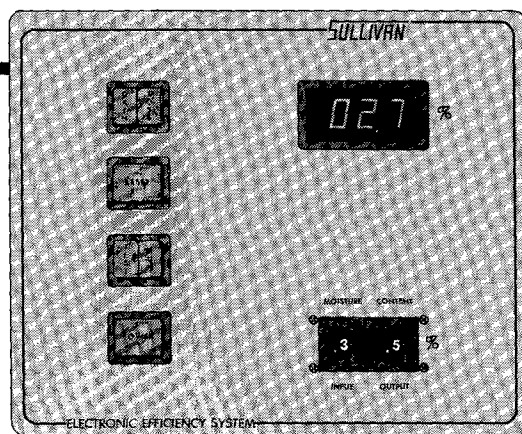 SULLIVAN
027 %
MOISTURE CONTENT
.3 .5 %
INPUT OUTPUT
ELECTRONIC EFFICIENCY SYSTEM